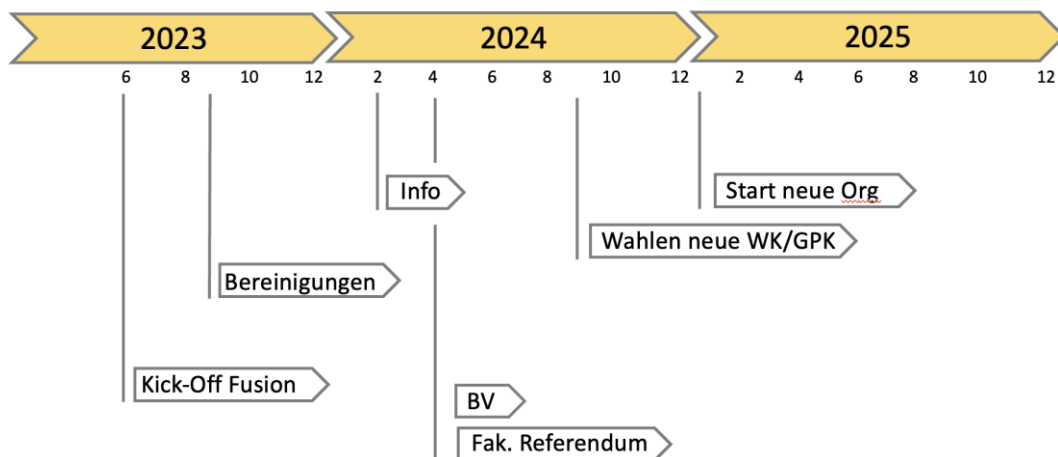 2023 2024 2025
6 8 10 12 2 4 6 8 10 12 2 4 6 8 10 12
Info
Start neue Org
Wahlen neue WK/GPK
Bereinigungen
Kick-Off Fusion
BV
Fak. Referendum